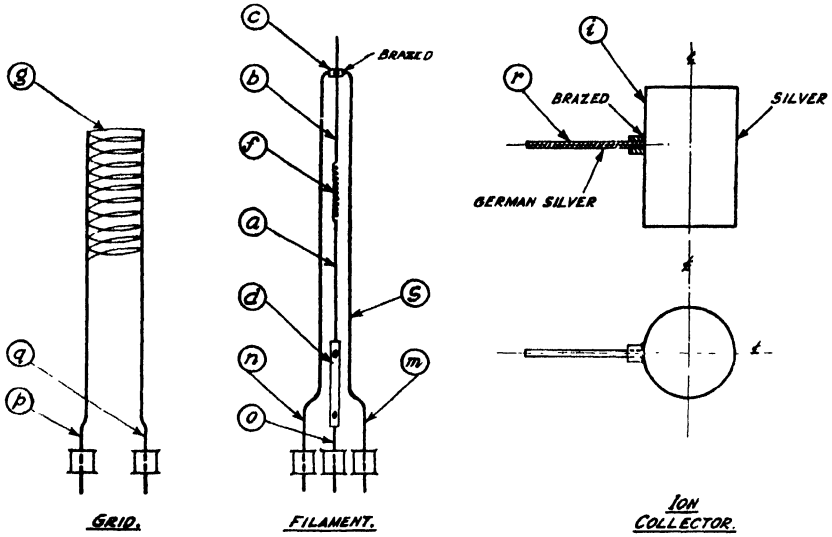 g
q
p
GRID.
c
BRAZED
b
f
a
d
s
n
m
o
FILAMENT.
i
r
BRAZED
SILVER
GERMAN SILVER
ION
COLLECTOR.